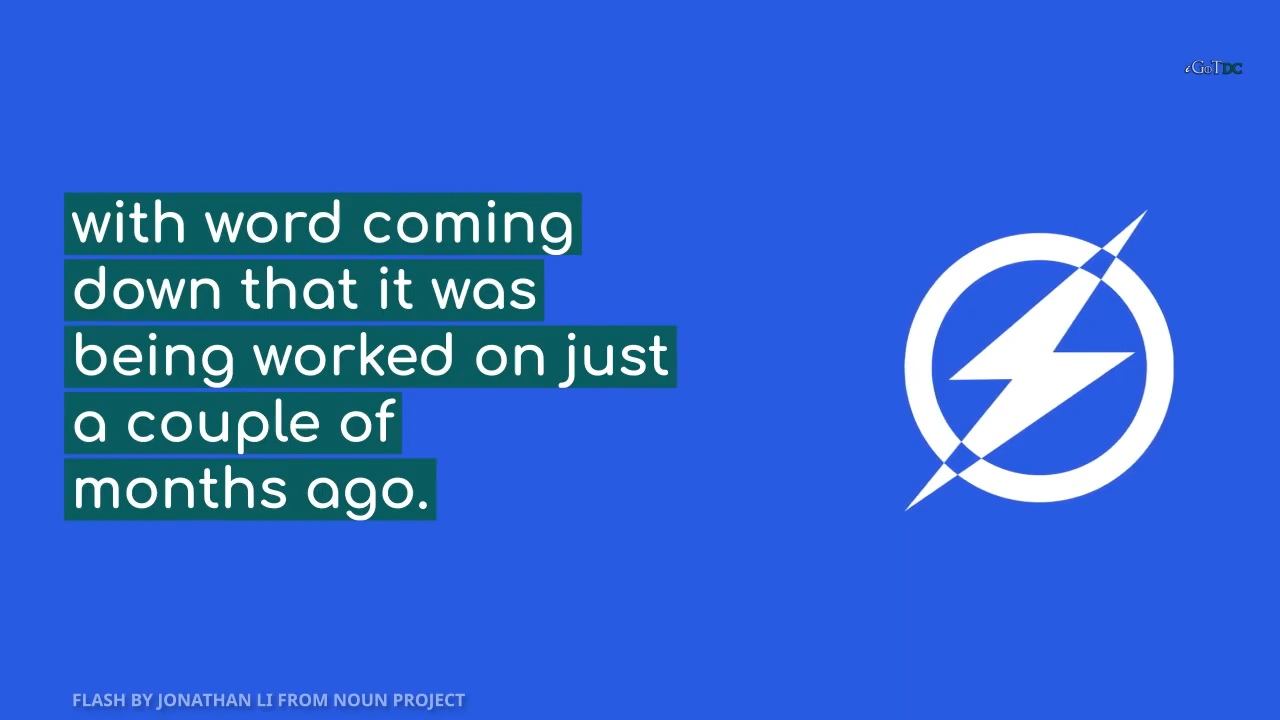 iGoTDC
with word coming
down that it was
being worked on just
a couple of
months ago.
FLASH BY JONATHAN LI FROM NOUN PROJECT